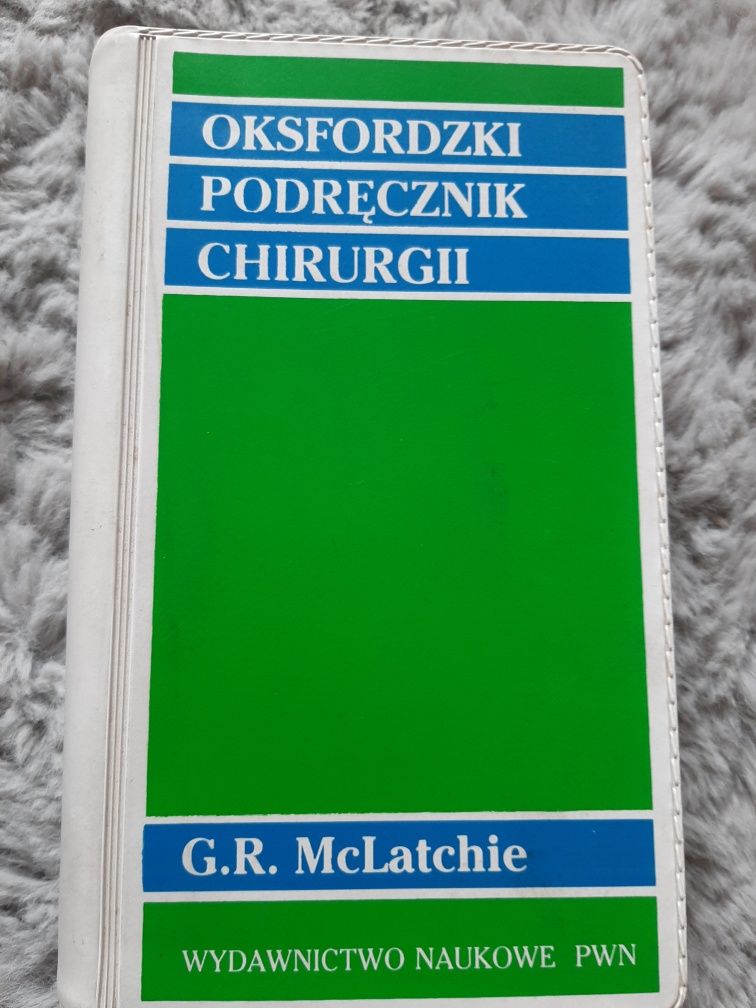 OKSFORDZKI
PODRĘCZNIK
CHIRURGII
G.R. McLatchie
WYDAWNICTWO NAUKOWE PWN